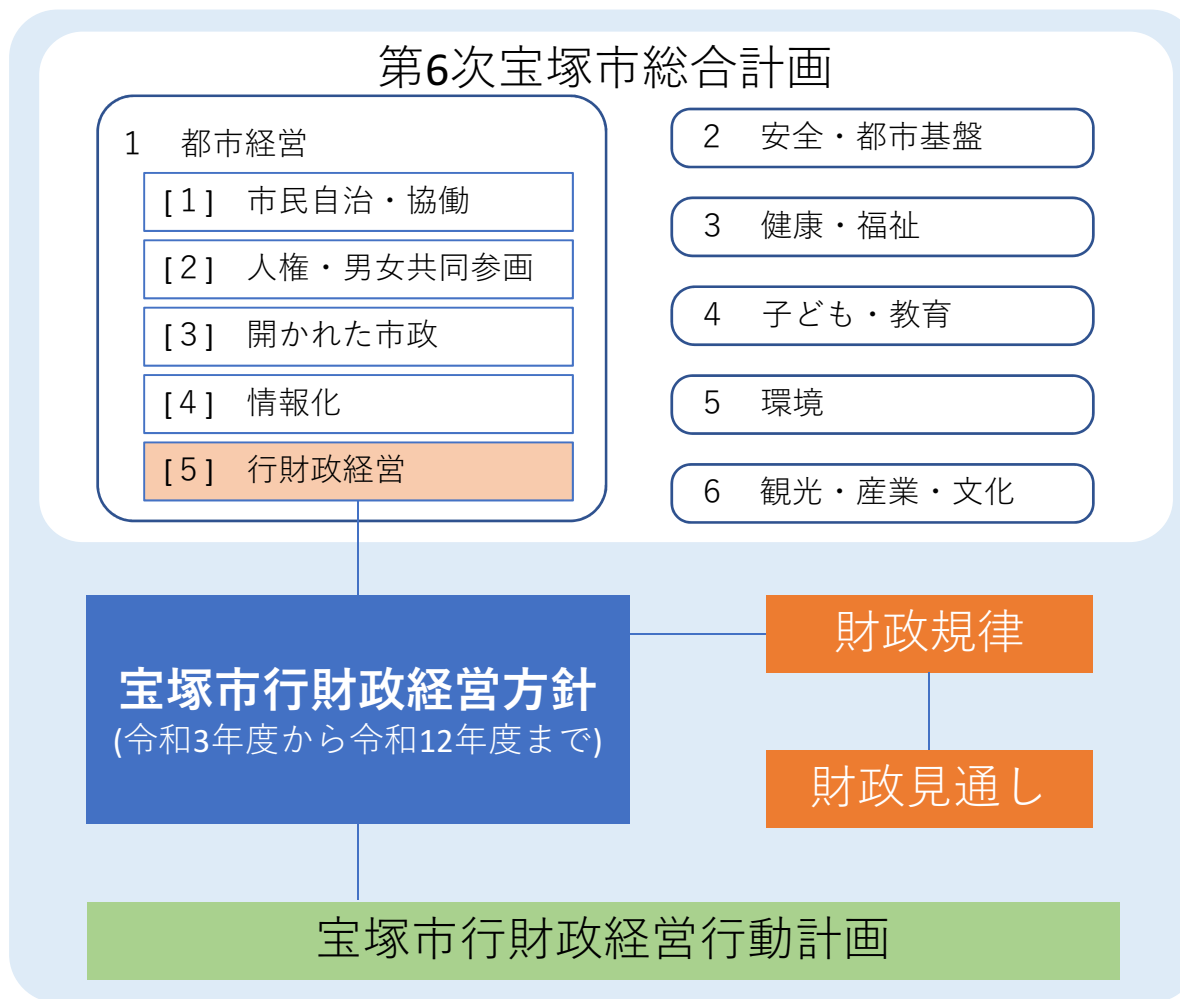 第6次宝塚市総合計画
1　都市経営
[1]　市民自治・協働
[2]　人権・男女共同参画
[3]　開かれた市政
[4]　情報化
[5]　行財政経営
2　安全・都市基盤
3　健康・福祉
4　子ども・教育
5　環境
6　観光・産業・文化
宝塚市行財政経営方針
(令和3年度から令和12年度まで)
財政規律
財政見通し
宝塚市行財政経営行動計画